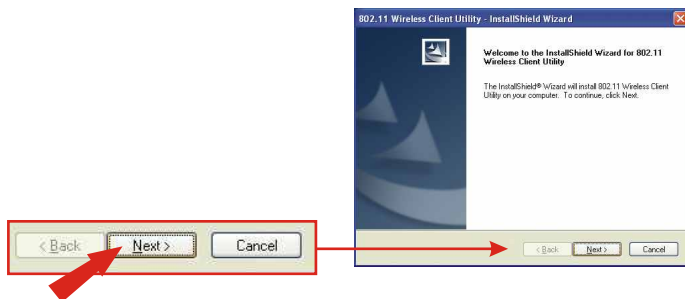 802.11 Wireless Client Utility - InstallShield Wizard
Welcome to the InstallShield Wizard for 802.11
Wireless Client Utility
The InstallShield® Wizard will install 802.11 Wireless Client
Utility on your computer. To continue, click Next.
< Back Next > Cancel
< Back Next > Cancel